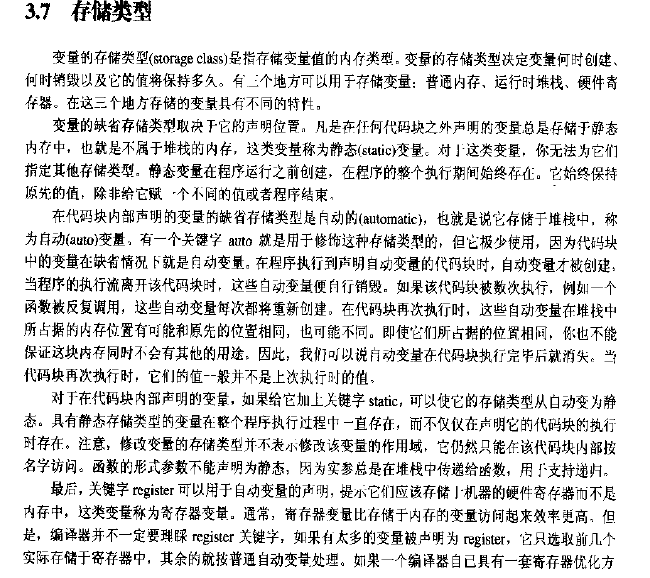 3.7 存储类型
变量的存储类型(storage class)是指存储变量值的内存类型。变量的存储类型决定变量何时创建、
何时销毁以及它的值将保持多久。有三个地方可以用于存储变量：普通内存、运行时堆栈、硬件寄
存器。在这三个地方存储的变量具有不同的特性。
变量的缺省存储类型取决于它的声明位置。凡是在任何代码块之外声明的变量总是存储于静态
内存中，也就是不属于堆栈的内存，这类变量称为静态(static)变量。对于这类变量，你无法为它们
指定其他存储类型。静态变量在程序运行之前创建，在程序的整个执行期间始终存在。它始终保持
原先的值，除非给它赋一个不同的值或者程序结束。
在代码块内部声明的变量的缺省存储类型是自动的(automatic)，也就是说它存储于堆栈中，称
为自动(auto)变量。有一个关键字 auto 就是用于修饰这种存储类型的，但它极少使用，因为代码块
中的变量在缺省情况下就是自动变量。在程序执行到声明自动变量的代码块时，自动变量才被创建，
当程序的执行流离开该代码块时，这些自动变量便自行销毁。如果该代码块被数次执行，例如一个
函数被反复调用，这些自动变量每次都将重新创建。在代码块再次执行时，这些自动变量在堆栈中
所占据的内存位置有可能和原先的位置相同，也可能不同。即使它们所占据的位置相同，你也不能
保证这块内存同时不会有其他的用途。因此，我们可以说自动变量在代码块执行完毕后就消失。当
代码块再次执行时，它们的值一般并不是上次执行时的值。
对于在代码块内部声明的变量，如果给它加上关键字 static，可以使它的存储类型从自动变为静
态。具有静态存储类型的变量在整个程序执行过程中一直存在，而不仅仅在声明它的代码块的执行
时存在。注意，修改变量的存储类型并不表示修改该变量的作用域，它仍然只能在该代码块内部按
名字访问。函数的形式参数不能声明为静态，因为实参总是在堆栈中传递给函数，用于支持递归。
最后，关键字 register 可以用于自动变量的声明，提示它们应该存储于机器的硬件寄存器而不是
内存中，这类变量称为寄存器变量。通常，寄存器变量比存储于内存的变量访问起来效率更高。但
是，编译器并不一定要理睬 register 关键字，如果有太多的变量被声明为 register，它只选取前几个
实际存储于寄存器中，其余的就按普通自动变量处理。如果一个编译器自己具有一套寄存器优化方